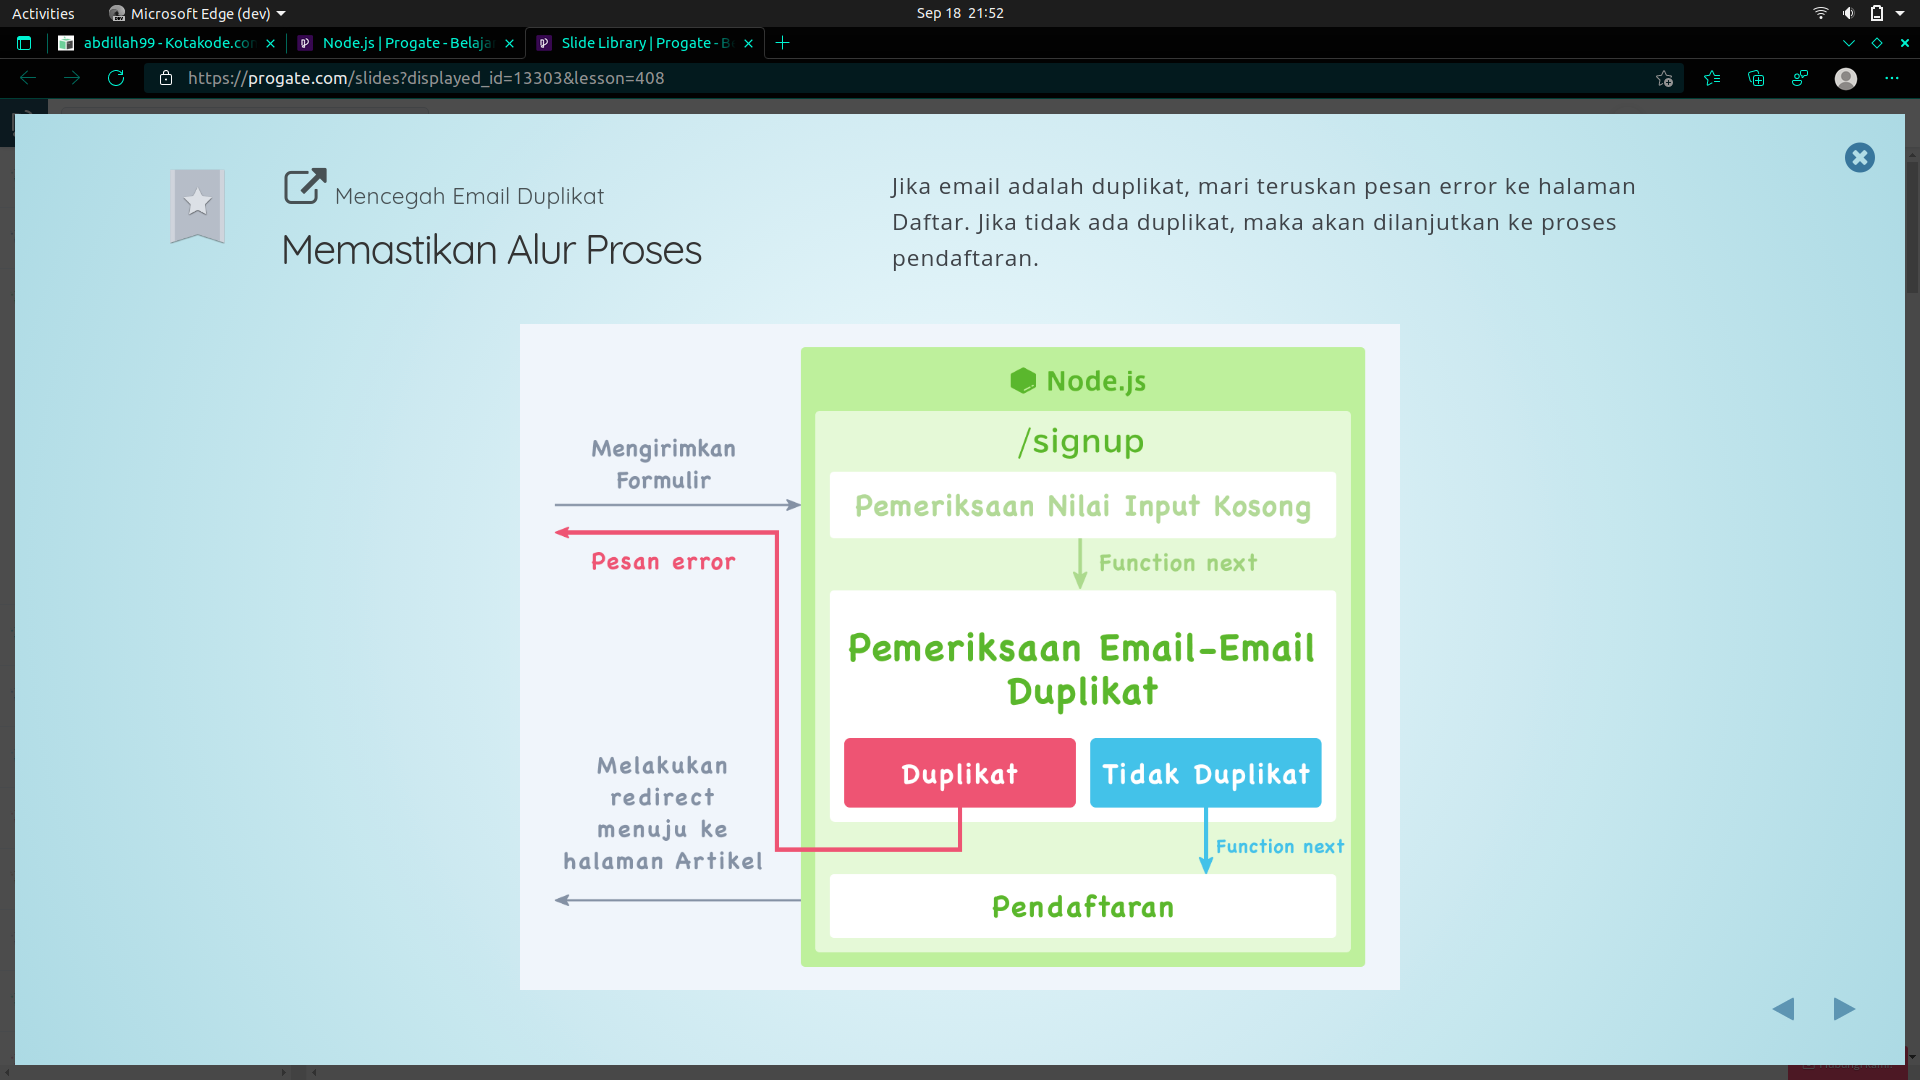 Activities
Microsoft Edge (dev)
Sep 18 21:52
abdillah99 - Kotakode.co
Node.js | Progate - Belaja
Slide Library | Progate - B
https://progate.com/slides?displayed_id=13303&lesson=408
Mencegah Email Duplikat
Memastikan Alur Proses
Jika email adalah duplikat, mari teruskan pesan error ke halaman
Daftar. Jika tidak ada duplikat, maka akan dilanjutkan ke proses
pendaftaran.
Node.js
/signup
Mengirimkan
Formulir
Pemeriksaan Nilai Input Kosong
Pesan error
Function next
Pemeriksaan Email-Email
Duplikat
Duplikat
Tidak Duplikat
Melakukan
redirect
menuju ke
halaman Artikel
Function next
Pendaftaran